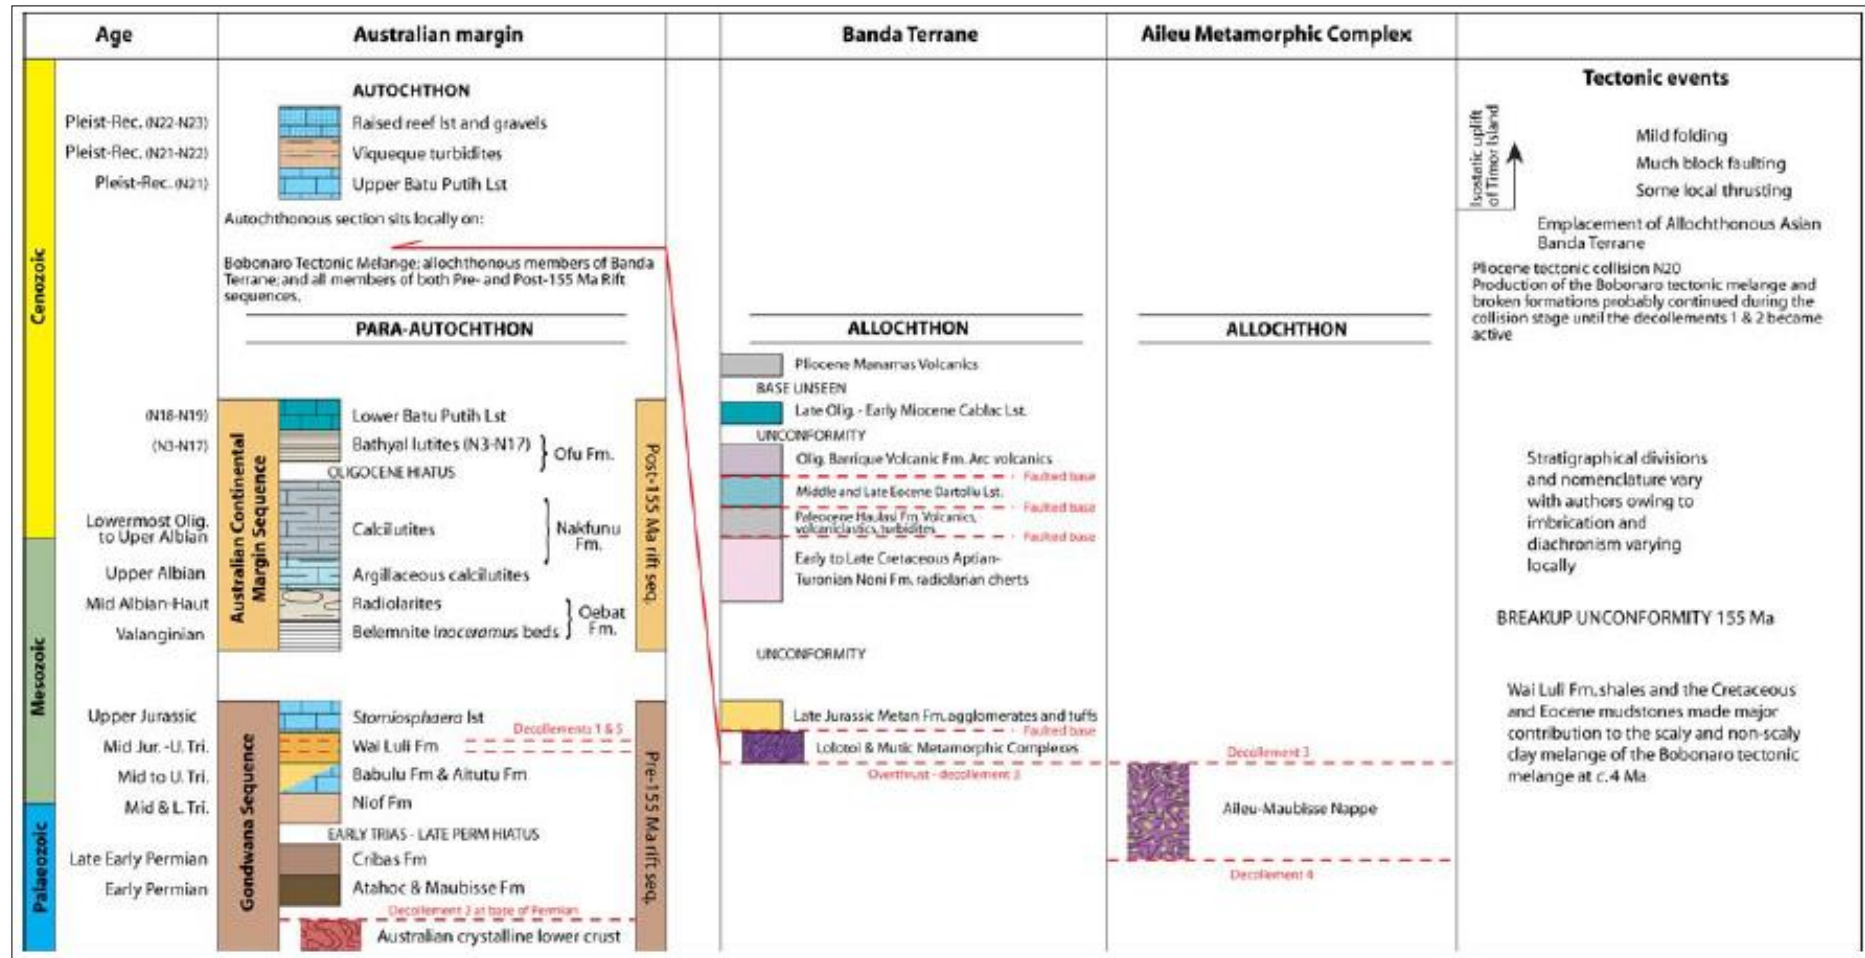 Age
Australian margin
Banda Terrane
Aileu Metamorphic Complex
Cenozoic
Mesozoic
Palaeozoic
Pleist-Rec. (N22-N23)
Pleist-Rec. (N21-N22)
Pleist-Rec. (N21)
(N18-N19)
(N3-N17)
Lowermost Olig.
to Uper Albian
Upper Albian
Mid Albian-Haut
Valanginian
Upper Jurassic
Mid Jur. -U. Tri.
Mid to U. Tri.
Mid & L. Tri.
Late Early Permian
Early Permian
AUTOCHTHON
Raised reef lst and gravels
Viqueque turbidites
Upper Batu Putih Lst
Autochthonous section sits locally on:
Bobonaro Tectonic Melange; allochthonous members of Banda
Terrane; and all members of both Pre- and Post-155 Ma Rift
sequences.
PARA-AUTOCHTHON
Australian Continental
Margin Sequence
Lower Batu Putih Lst
Bathyal lutites (N3-N17)
Ofu Fm.
OLIGOCENE HIATUS
Calcilutites
Nakfunu
Fm.
Argillaceous calcilutites
Radiolarites
Belemnite Inoceramus beds
Oebat
Fm.
Post-155 Ma rift seq.
Gondwana Sequence
Stomiosphaera lst
Decollements 1 & 5
Wai Luli Fm
Babulu Fm & Aitutu Fm
Niof Fm
EARLY TRIAS - LATE PERM HIATUS
Cribas Fm
Atahoc & Maubisse Fm
Decollement 2 at base of Permian
Australian crystalline lower crust
Pre-155 Ma rift seq.
ALLOCHTHON
Pliocene Manamas Volcanics
BASE UNSEEN
Late Olig. - Early Miocene Cablac Lst.
UNCONFORMITY
Olig. Barrique Volcanic Fm. Arc volcanics
Faulted base
Middle and Late Eocene Dartollu Lst.
Faulted base
Paleocene Haulasi Fm. Volcanics,
volcaniclastics, turbidites
Faulted base
Early to Late Cretaceous Aptian-
Turonian Noni Fm. radiolarian cherts
UNCONFORMITY
Late Jurassic Metan Fm. agglomerates and tuffs
Faulted base
Lolotoi & Mutic Metamorphic Complexes
Overthrust - decollement 3
ALLOCHTHON
Decollement 3
Aileu-Maubisse Nappe
Decollement 4
Tectonic events
Isostatic uplift
of Timor Island
Mild folding
Much block faulting
Some local thrusting
Emplacement of Allochthonous Asian
Banda Terrane
Pliocene tectonic collision N20
Production of the Bobonaro tectonic melange and
broken formations probably continued during the
collision stage until the decollements 1 & 2 became
active
Stratigraphical divisions
and nomenclature vary
with authors owing to
imbrication and
diachronism varying
locally
BREAKUP UNCONFORMITY 155 Ma
Wai Luli Fm. shales and the Cretaceous
and Eocene mudstones made major
contribution to the scaly and non-scaly
clay melange of the Bobonaro tectonic
melange at c. 4 Ma